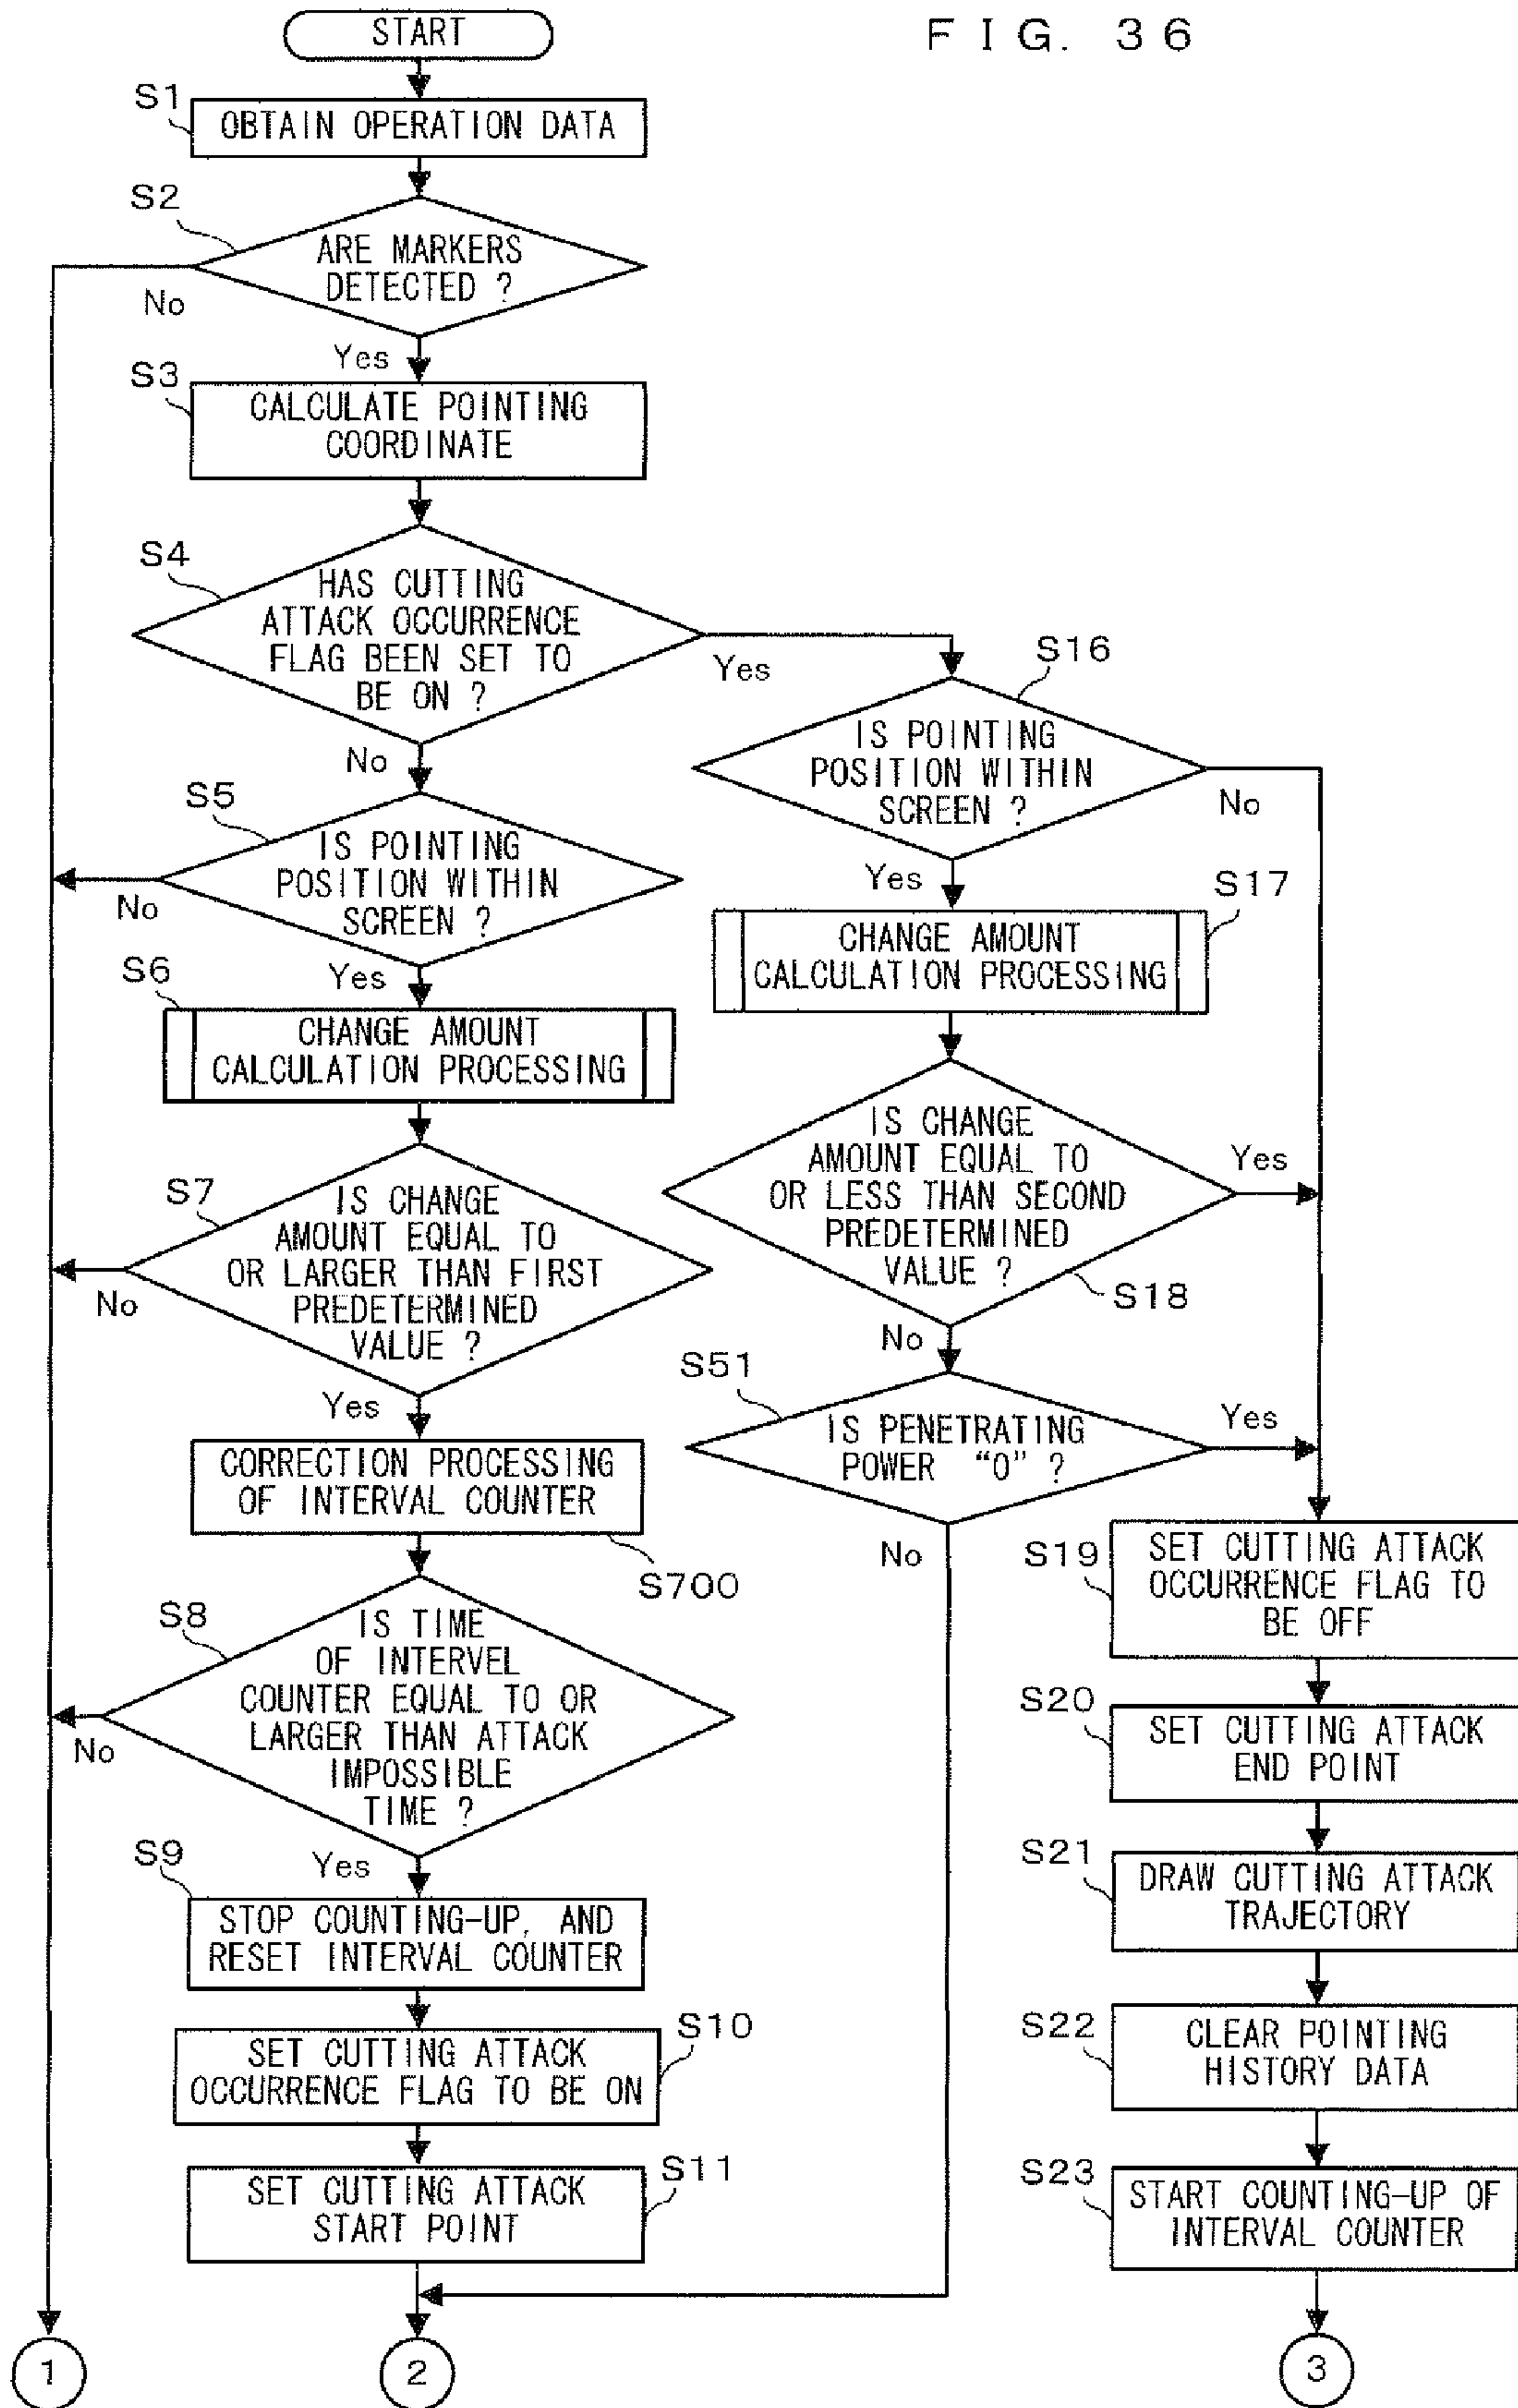 FIG. 36
START
S1
OBTAIN OPERATION DATA
S2
ARE MARKERS
DETECTED ?
No
Yes
S3
CALCULATE POINTING
COORDINATE
S4
HAS CUTTING
ATTACK OCCURRENCE
FLAG BEEN SET TO
BE ON ?
Yes
No
S5
IS POINTING
POSITION WITHIN
SCREEN ?
No
Yes
S6
CHANGE AMOUNT
CALCULATION PROCESSING
S7
IS CHANGE
AMOUNT EQUAL TO
OR LARGER THAN FIRST
PREDETERMINED
VALUE ?
No
Yes
CORRECTION PROCESSING
OF INTERVAL COUNTER
S700
S8
IS TIME
OF INTERVEL
COUNTER EQUAL TO OR
LARGER THAN ATTACK
IMPOSSIBLE
TIME ?
No
Yes
S9
STOP COUNTING-UP, AND
RESET INTERVAL COUNTER
S10
SET CUTTING ATTACK
OCCURRENCE FLAG TO BE ON
S11
SET CUTTING ATTACK
START POINT
S16
IS POINTING
POSITION WITHIN
SCREEN ?
No
Yes
S17
CHANGE AMOUNT
CALCULATION PROCESSING
IS CHANGE
AMOUNT EQUAL TO
OR LESS THAN SECOND
PREDETERMINED
VALUE ?
Yes
S18
No
S51
IS PENETRATING
POWER “0” ?
Yes
No
S19
SET CUTTING ATTACK
OCCURRENCE FLAG TO
BE OFF
S20
SET CUTTING ATTACK
END POINT
S21
DRAW CUTTING ATTACK
TRAJECTORY
S22
CLEAR POINTING
HISTORY DATA
S23
START COUNTING-UP OF
INTERVAL COUNTER
1
2
3